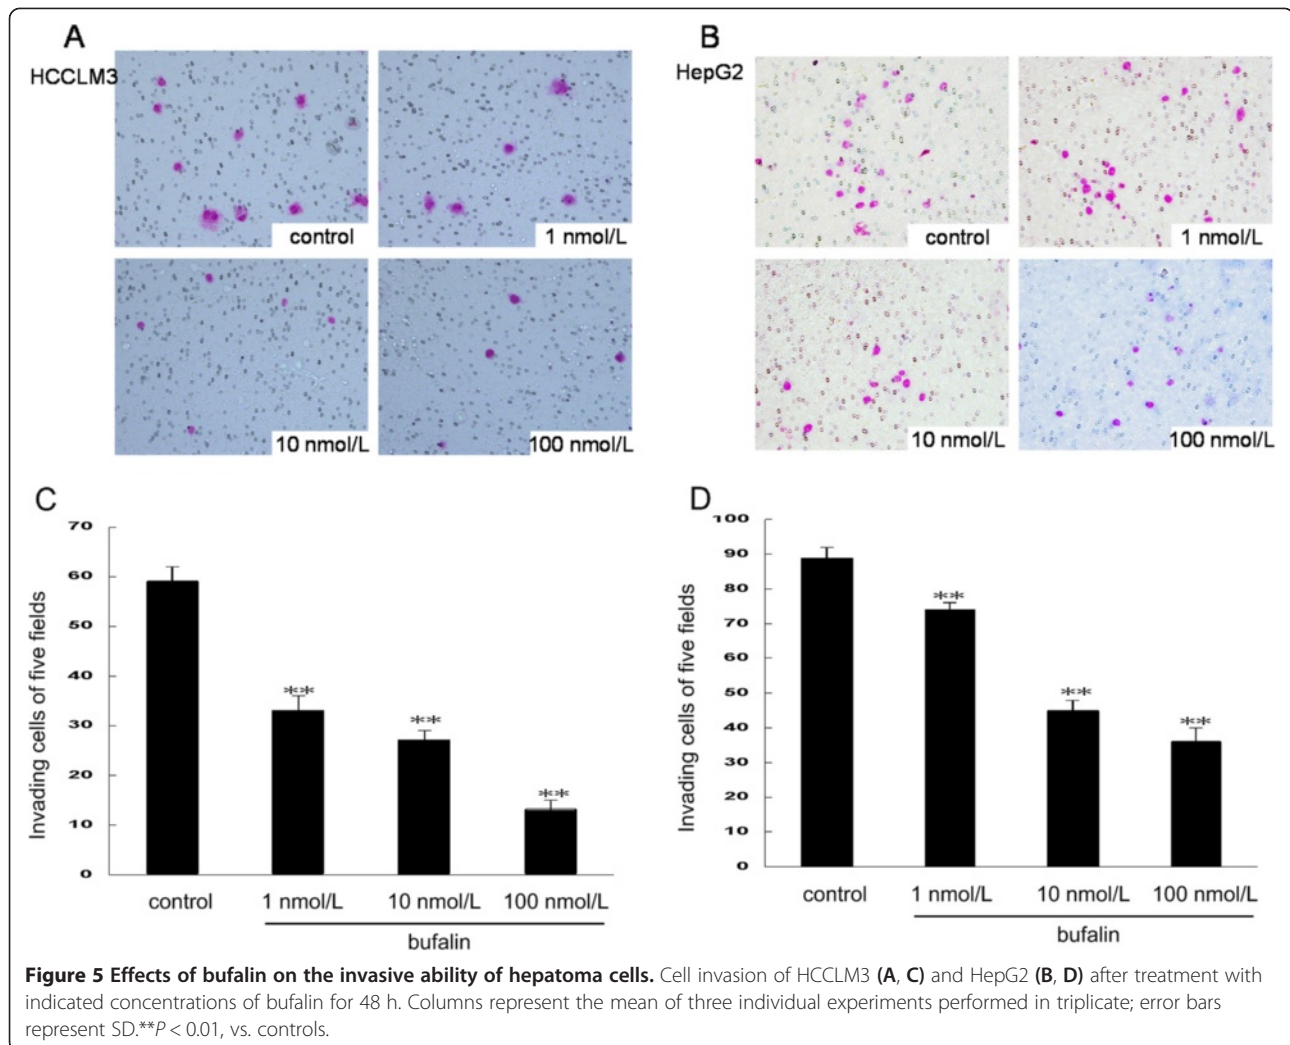 A
HCCLM3
control
1 nmol/L
10 nmol/L
100 nmol/L
B
HepG2
control
1 nmol/L
10 nmol/L
100 nmol/L
C
Invading cells of five fields
70
60
50
40
30
20
10
0
**
**
**
control
1 nmol/L
10 nmol/L
100 nmol/L
bufalin
D
Invading cells of five fields
100
90
80
70
60
50
40
30
20
10
0
**
**
**
control
1 nmol/L
10 nmol/L
100 nmol/L
bufalin
Figure 5 Effects of bufalin on the invasive ability of hepatoma cells. Cell invasion of HCCLM3 (A, C) and HepG2 (B, D) after treatment with
indicated concentrations of bufalin for 48 h. Columns represent the mean of three individual experiments performed in triplicate; error bars
represent SD.**P < 0.01, vs. controls.